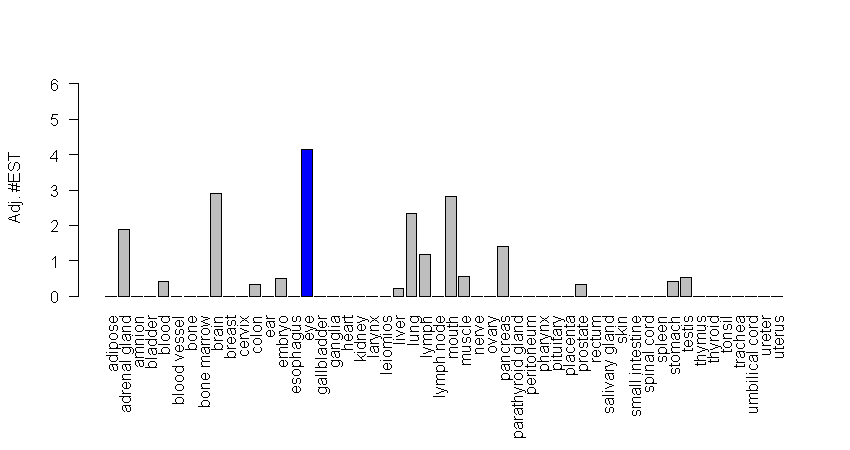 6
5
4
3
2
1
0
Adj. #EST
adipose
adrenal gland
amnion
bladder
blood
blood vessel
bone
bone marrow
brain
breast
cervix
colon
ear
embryo
esophagus
eye
gallbladder
ganglia
heart
kidney
larynx
leiomios
liver
lung
lymph
lymph node
mouth
muscle
nerve
ovary
pancreas
parathyroid gland
peritoneum
pharynx
pituitary
placenta
prostate
rectum
salivary gland
skin
small intestine
spinal cord
spleen
stomach
testis
thymus
thyroid
tonsil
trachea
umbilical cord
ureter
uterus